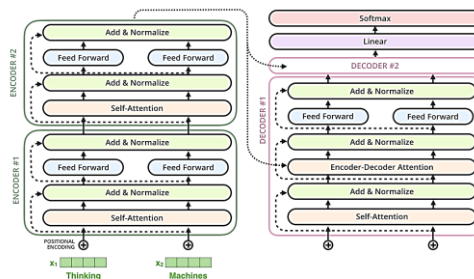 ENCODER #2
Add & Normalize
Feed Forward Feed Forward
Add & Normalize
Self-Attention
ENCODER #1
Add & Normalize
Feed Forward Feed Forward
Add & Normalize
Self-Attention
POSITIONAL ENCODING
x1 x2
Thinking Machines
Softmax
Linear
DECODER #2
DECODER #1
Add & Normalize
Feed Forward Feed Forward
Add & Normalize
Encoder-Decoder Attention
Add & Normalize
Self-Attention